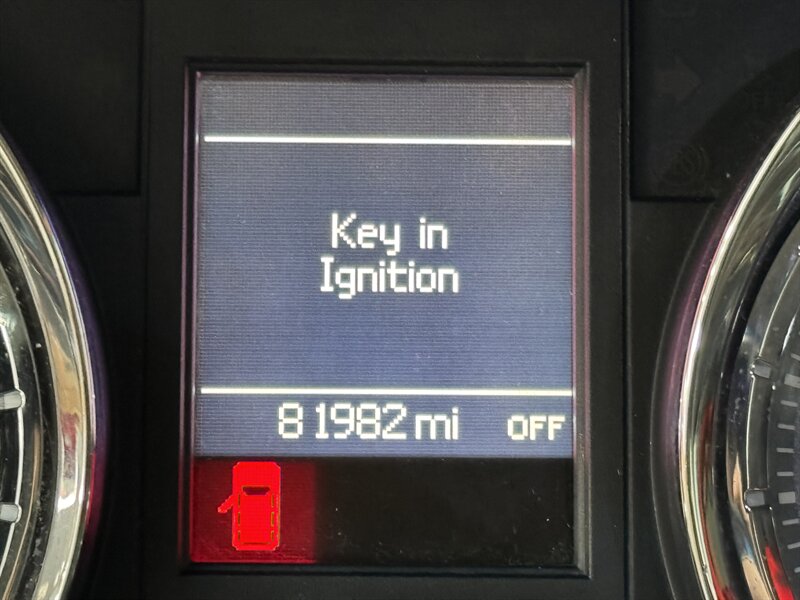 Key in
Ignition
81982 mi OFF